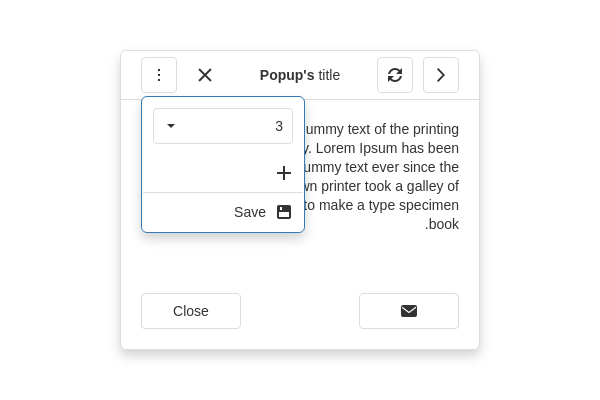 Popup's title
3
Save
ummy text of the printing
Lorem Ipsum has been
ummy text ever since the
printer took a galley of
to make a type specimen
.book
Close